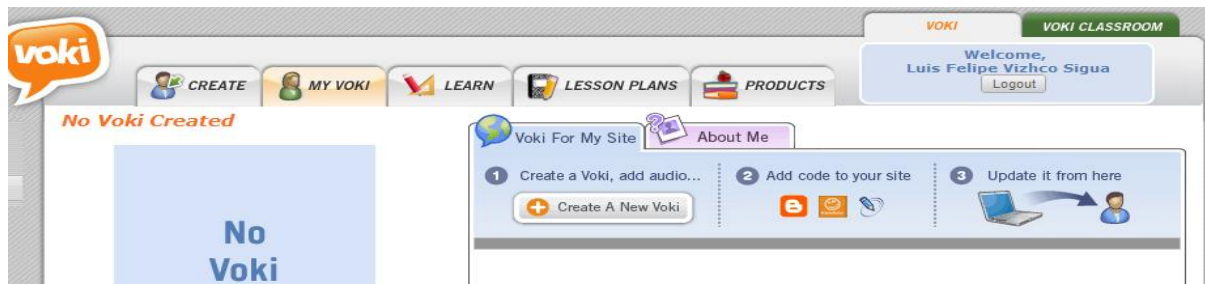 voki
VOKI
VOKI CLASSROOM
Welcome,
Luis Felipe Vizhco Sigua
Logout
CREATE
MY VOKI
LEARN
LESSON PLANS
PRODUCTS
No Voki Created
Voki For My Site
About Me
1 Create a Voki, add audio...
Create A New Voki
2 Add code to your site
3 Update it from here
No
Voki